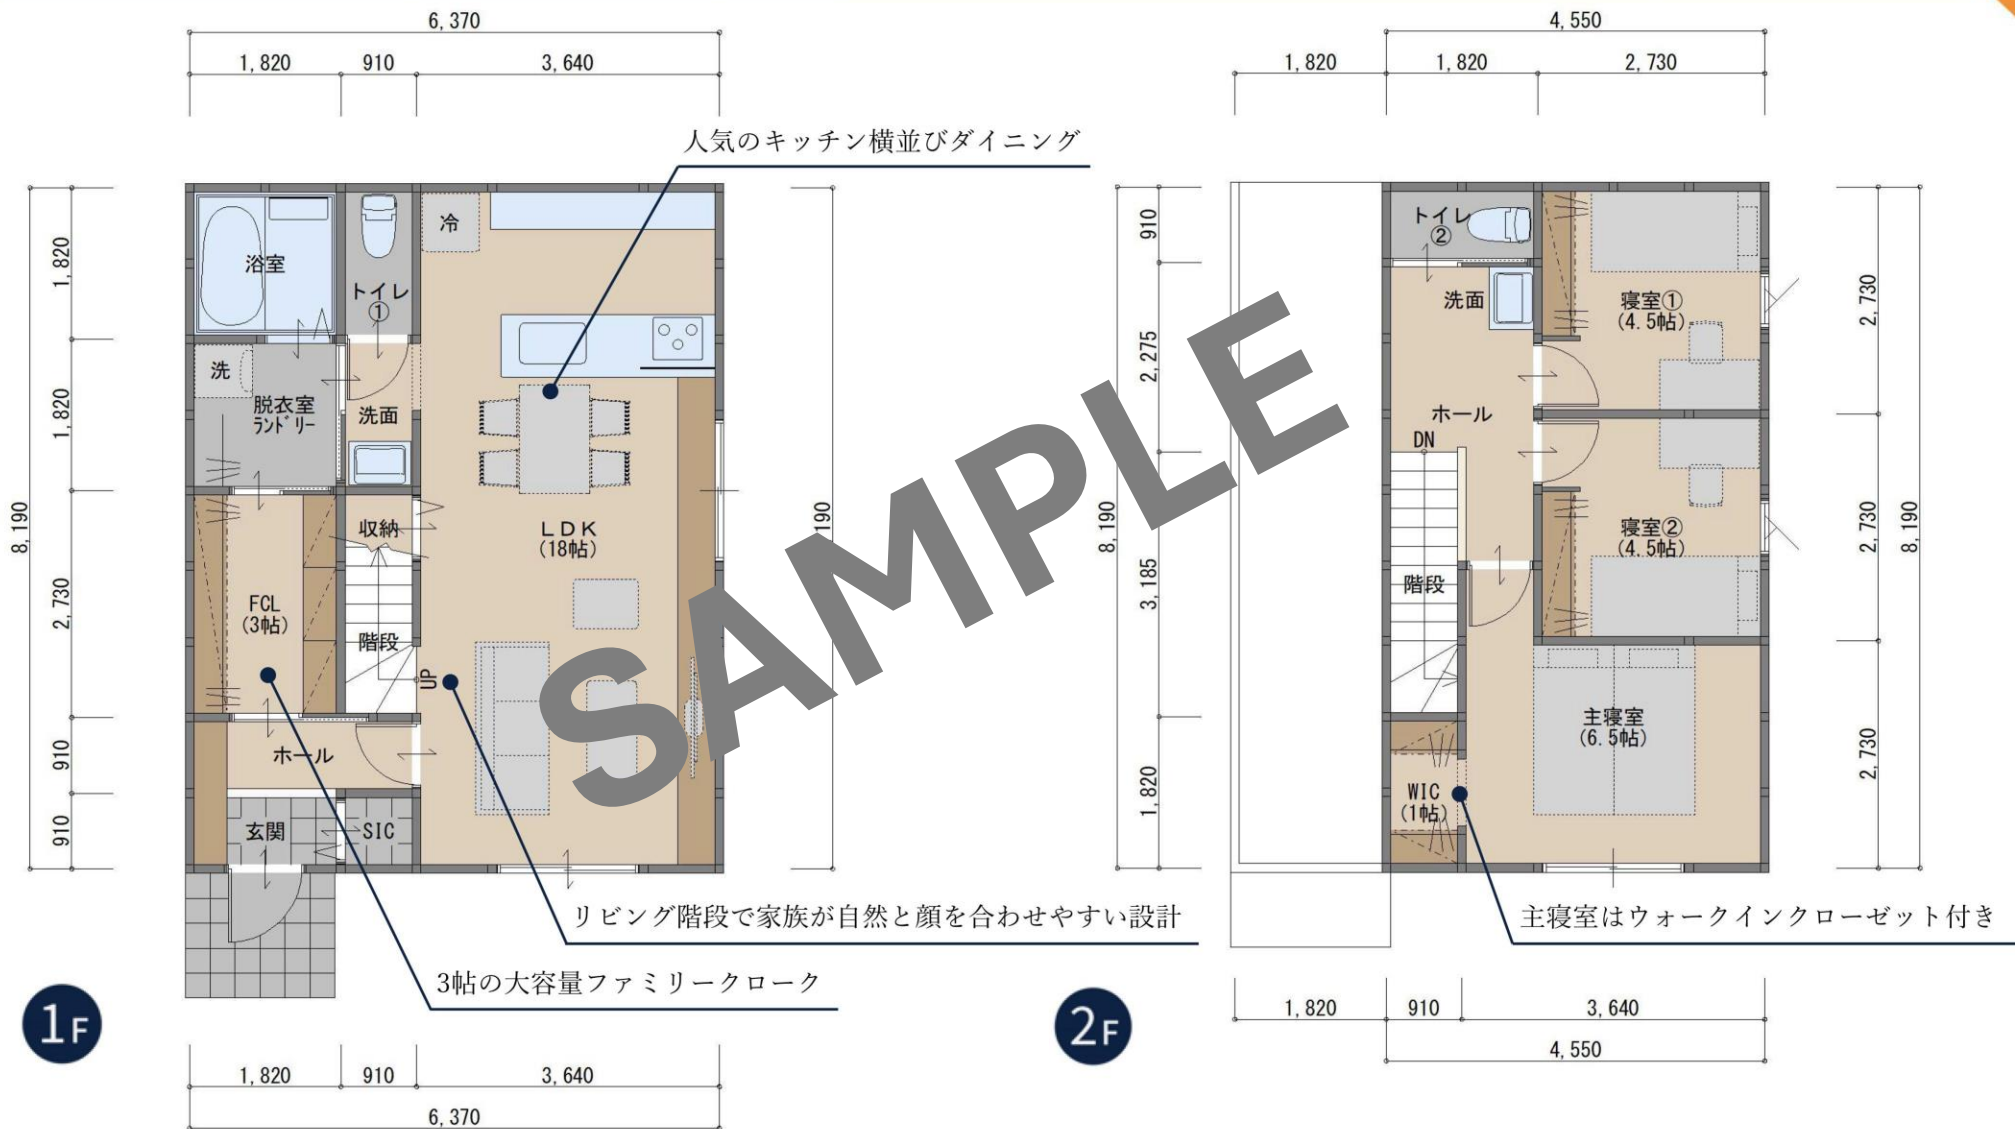 6,370
1,820
910
3,640
人気のキッチン横並びダイニング
8,190
1,820
1,820
2,730
910
910
浴室
トイレ
①
冷
洗
脱衣室
ランドリー
洗面
収納
LDK
(18帖)
FCL
(3帖)
階段
UP
ホール
玄関
SIC
190
リビング階段で家族が自然と顔を合わせやすい設計
3帖の大容量ファミリークローク
1F
1,820
910
3,640
6,370
SAMPLE
4,550
1,820
1,820
2,730
8,190
910
2,275
3,185
1,820
トイレ
②
洗面
寝室①
(4.5帖)
ホール
DN
寝室②
(4.5帖)
階段
主寝室
(6.5帖)
WIC
(1帖)
2,730
2,730
2,730
8,190
主寝室はウォークインクローゼット付き
2F
1,820
910
3,640
4,550